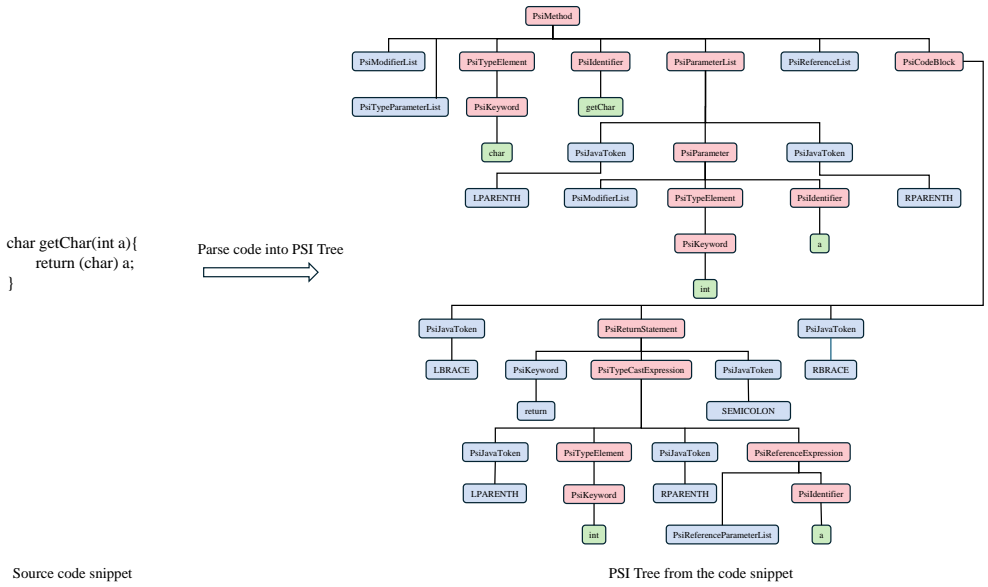 PsiMethod
PsiModifierList
PsiTypeElement
PsiIdentifier
PsiParameterList
PsiReferenceList
PsiCodeBlock
PsiTypeParameterList
PsiKeyword
getChar
char
PsiJavaToken
PsiParameter
PsiJavaToken
LPARENTH
PsiModifierList
PsiTypeElement
PsiIdentifier
RPARENTH
PsiKeyword
a
int
char getChar(int a){
return (char) a;
}
Parse code into PSI Tree
PsiJavaToken
PsiReturnStatement
PsiJavaToken
LBRACE
PsiKeyword
PsiTypeCastExpression
PsiJavaToken
RBRACE
return
SEMICOLON
PsiJavaToken
PsiTypeElement
PsiJavaToken
PsiReferenceExpression
LPARENTH
PsiKeyword
RPARENTH
PsiIdentifier
int
PsiReferenceParameterList
a
Source code snippet
PSI Tree from the code snippet